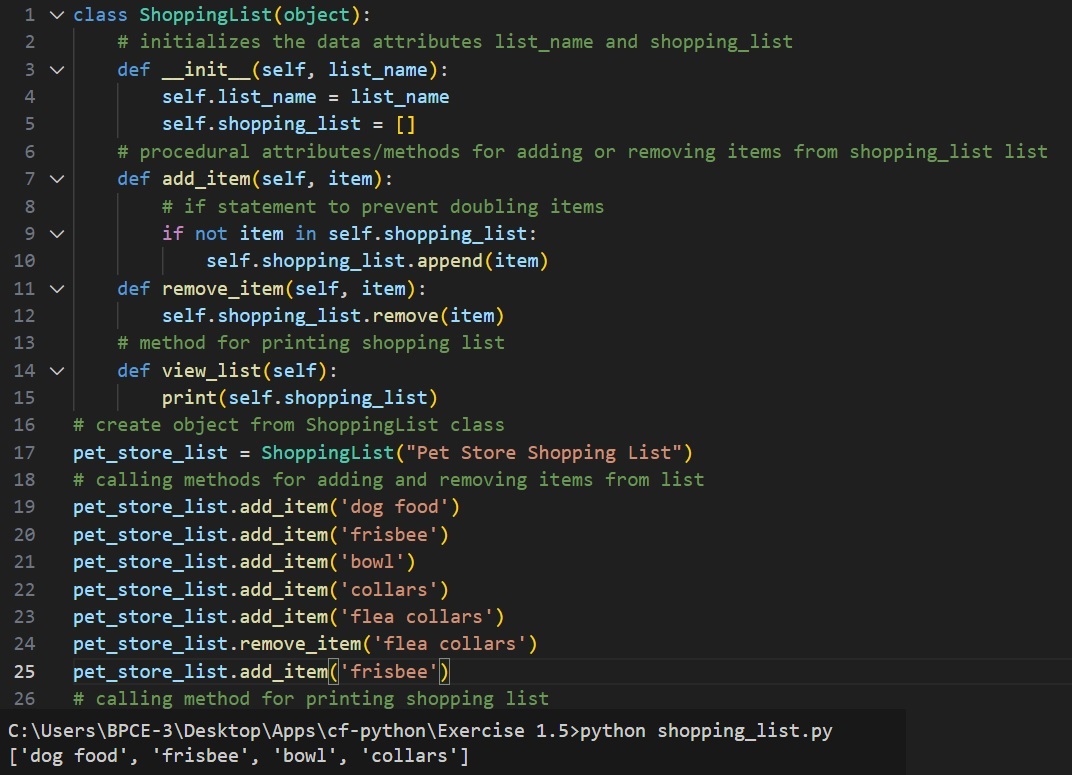 1 class ShoppingList(object):
2 # initializes the data attributes list_name and shopping_list
3 def __init__(self, list_name):
4 self.list_name = list_name
5 self.shopping_list = []
6 # procedural attributes/methods for adding or removing items from shopping_list list
7 def add_item(self, item):
8 # if statement to prevent doubling items
9 if not item in self.shopping_list:
10 self.shopping_list.append(item)
11 def remove_item(self, item):
12 self.shopping_list.remove(item)
13 # method for printing shopping list
14 def view_list(self):
15 print(self.shopping_list)
16 # create object from ShoppingList class
17 pet_store_list = ShoppingList("Pet Store Shopping List")
18 # calling methods for adding and removing items from list
19 pet_store_list.add_item('dog food')
20 pet_store_list.add_item('frisbee')
21 pet_store_list.add_item('bowl')
22 pet_store_list.add_item('collars')
23 pet_store_list.add_item('flea collars')
24 pet_store_list.remove_item('flea collars')
25 pet_store_list.add_item('frisbee')
26 # calling method for printing shopping list
C:\Users\BPCE-3\Desktop\Apps\cf-python\Exercise 1.5>python shopping_list.py
['dog food', 'frisbee', 'bowl', 'collars']